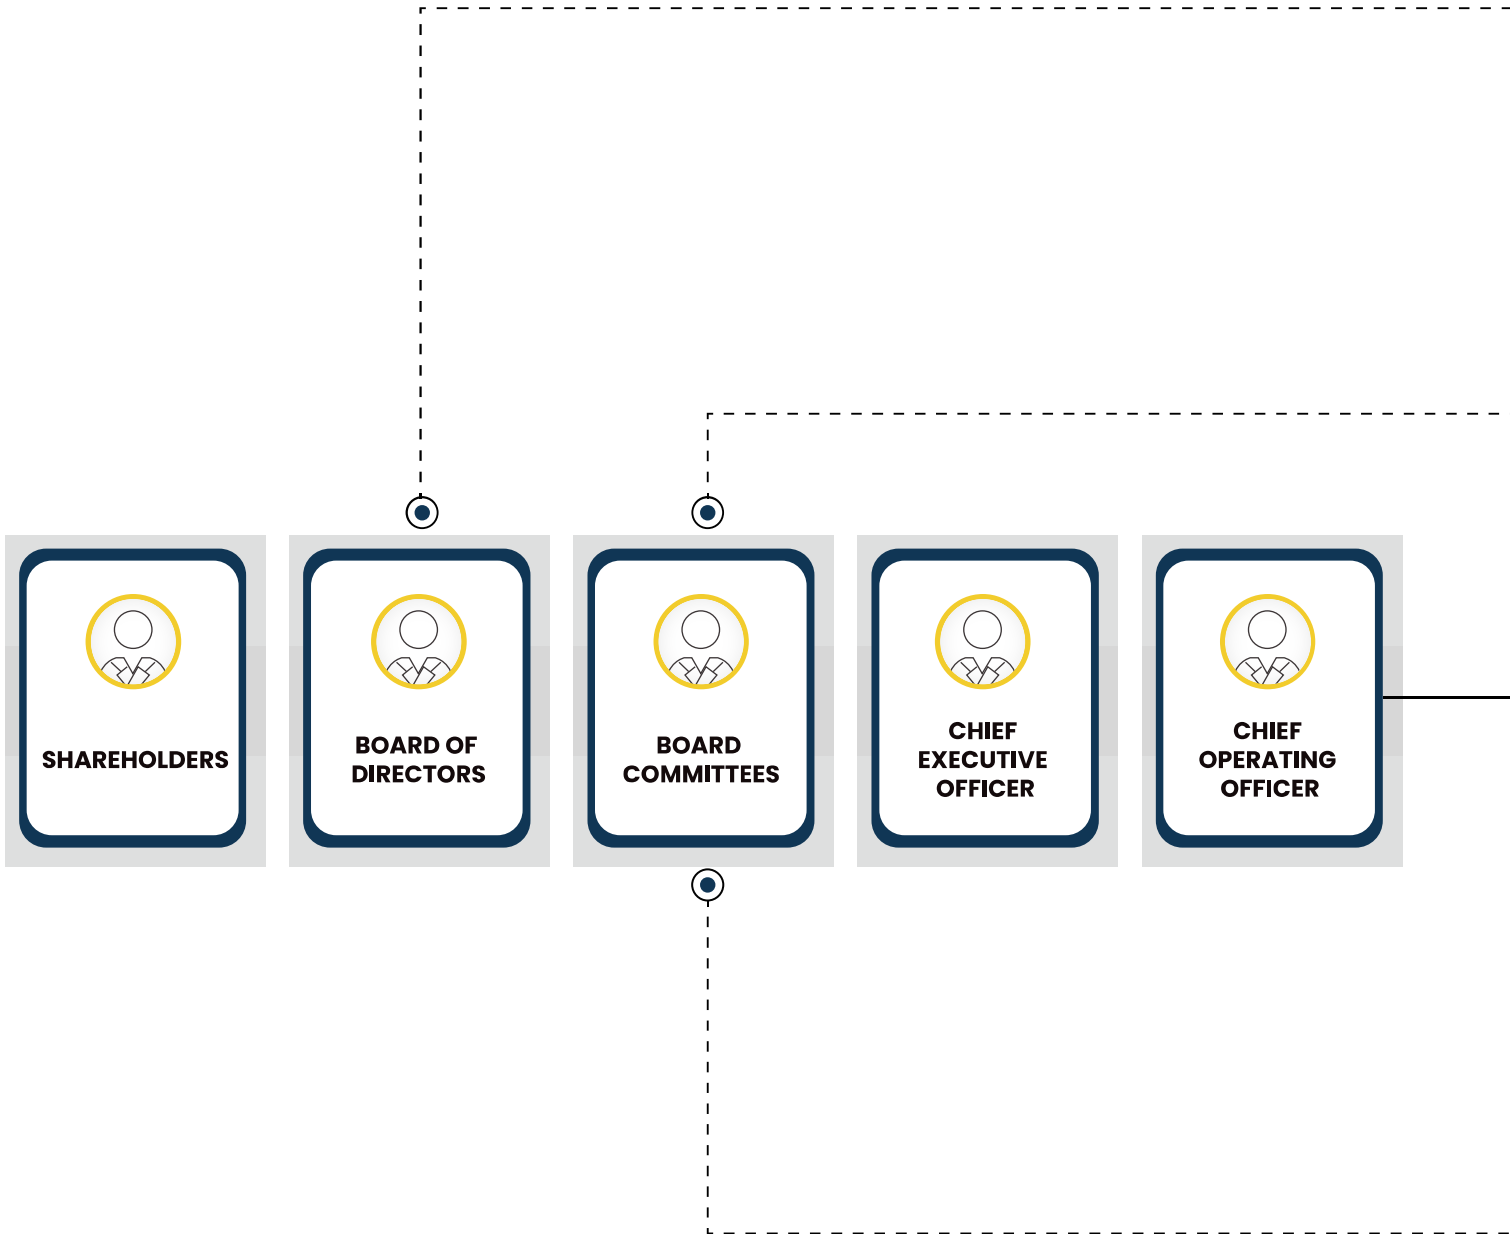 SHAREHOLDERS
BOARD OF
DIRECTORS
BOARD
COMMITTEES
CHIEF
EXECUTIVE
OFFICER
CHIEF
OPERATING
OFFICER